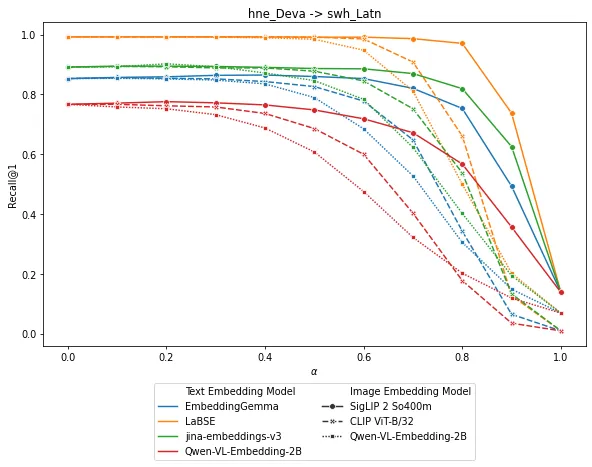 hne_Deva -> swh_Latn
1.0
0.8
0.6
0.4
0.2
0.0
Recall@1
0.0 0.2 0.4 0.6 0.8 1.0
α
Text Embedding Model Image Embedding Model
EmbeddingGemma SigLIP 2 So400m
LaBSE CLIP ViT-B/32
jina-embeddings-v3 Qwen-VL-Embedding-2B
Qwen-VL-Embedding-2B